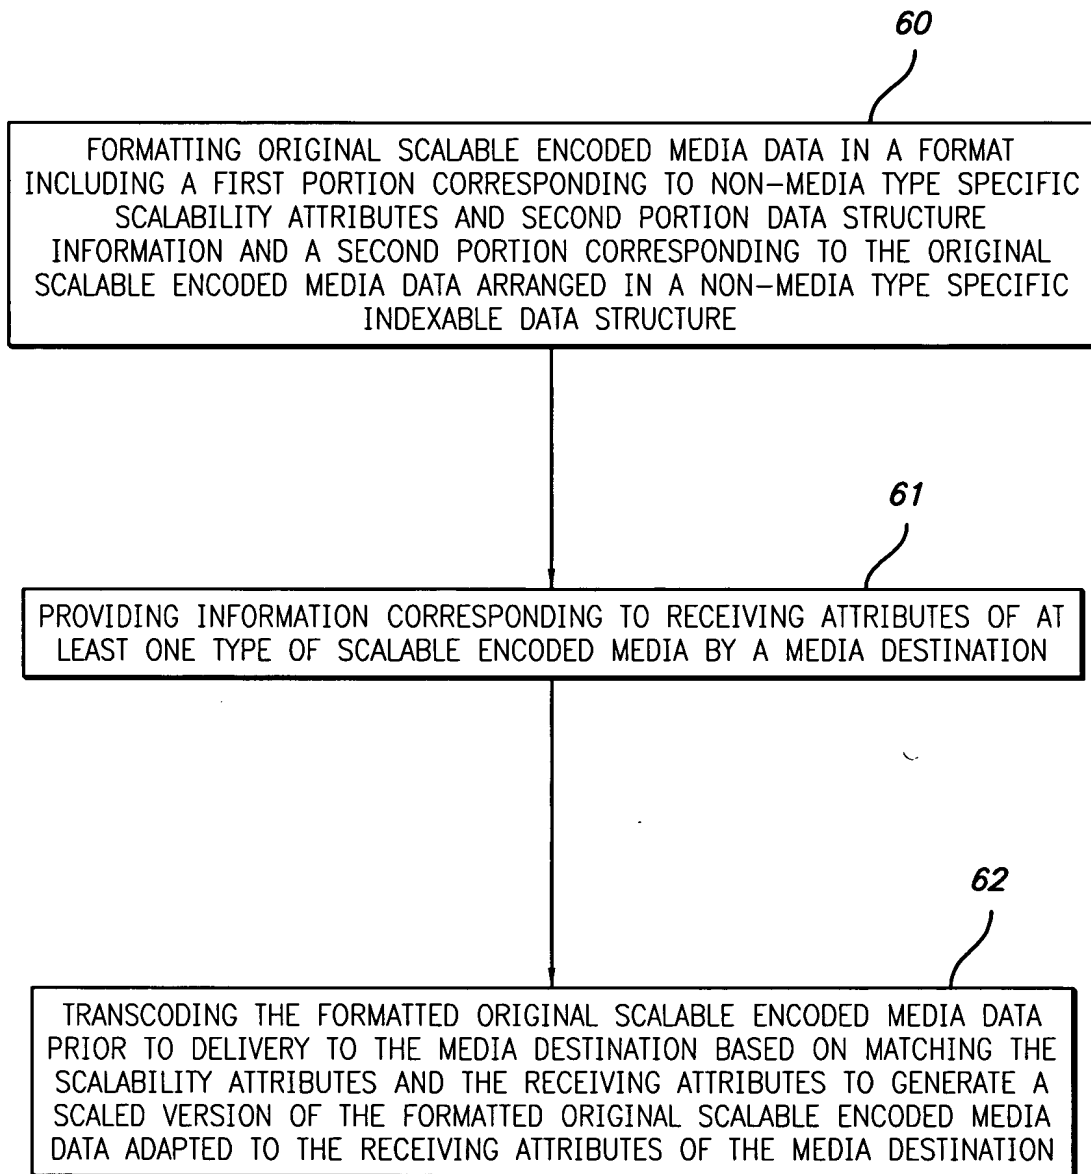 60
FORMATTING ORIGINAL SCALABLE ENCODED MEDIA DATA IN A FORMAT
INCLUDING A FIRST PORTION CORRESPONDING TO NON-MEDIA TYPE SPECIFIC
SCALABILITY ATTRIBUTES AND SECOND PORTION DATA STRUCTURE
INFORMATION AND A SECOND PORTION CORRESPONDING TO THE ORIGINAL
SCALABLE ENCODED MEDIA DATA ARRANGED IN A NON-MEDIA TYPE SPECIFIC
INDEXABLE DATA STRUCTURE
61
PROVIDING INFORMATION CORRESPONDING TO RECEIVING ATTRIBUTES OF AT
LEAST ONE TYPE OF SCALABLE ENCODED MEDIA BY A MEDIA DESTINATION
62
TRANSCODING THE FORMATTED ORIGINAL SCALABLE ENCODED MEDIA DATA
PRIOR TO DELIVERY TO THE MEDIA DESTINATION BASED ON MATCHING THE
SCALABILITY ATTRIBUTES AND THE RECEIVING ATTRIBUTES TO GENERATE A
SCALED VERSION OF THE FORMATTED ORIGINAL SCALABLE ENCODED MEDIA
DATA ADAPTED TO THE RECEIVING ATTRIBUTES OF THE MEDIA DESTINATION